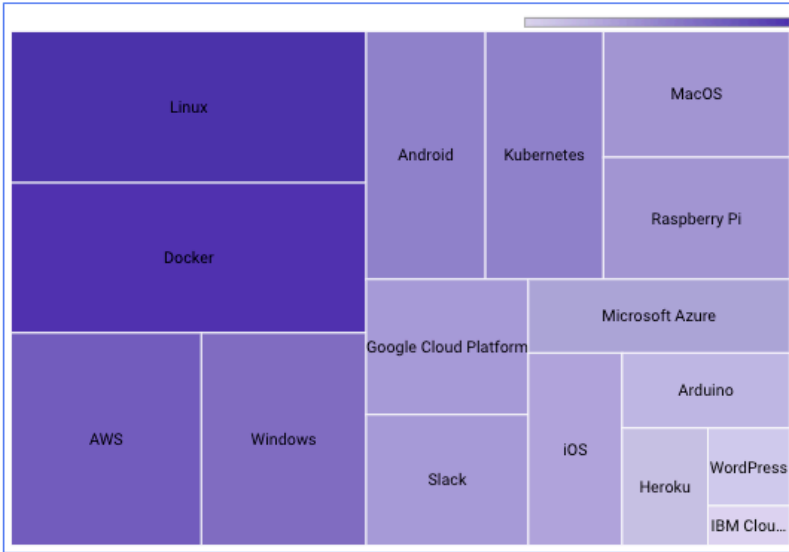 Linux
Docker
AWS
Windows
Android
Kubernetes
MacOS
Raspberry Pi
Google Cloud Platform
Slack
Microsoft Azure
iOS
Arduino
Heroku
WordPress
IBM Clou...